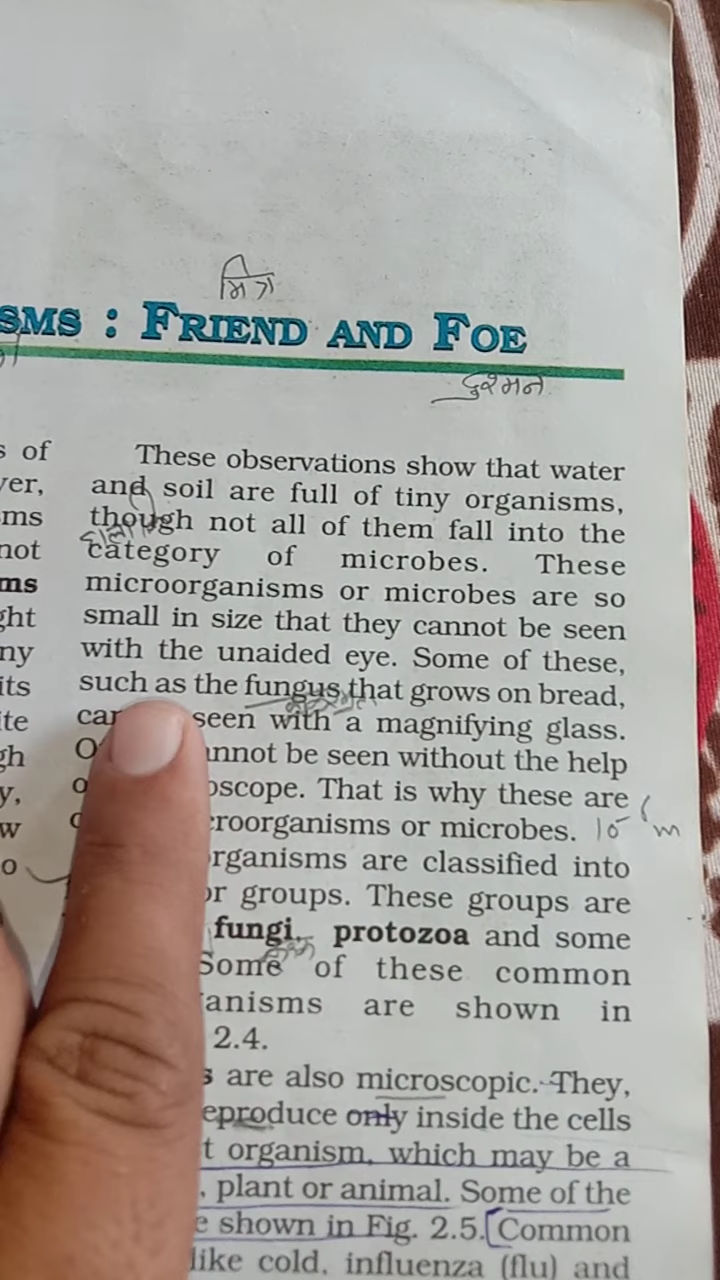 मित्र
SMS : FRIEND AND FOE
दुश्मन
s of
ver,
ms
not
ms
ght
ny
its
ite
gh
y,
w
o
These observations show that water
and soil are full of tiny organisms,
though not all of them fall into the
category of microbes. These
microorganisms or microbes are so
small in size that they cannot be seen
with the unaided eye. Some of these,
such as the fungus that grows on bread,
seen with a magnifying glass.
nnot be seen without the help
oscope. That is why these are
croorganisms or microbes. 10⁻⁶ m
rganisms are classified into
or groups. These groups are
fungi, protozoa and some
Some of these common
anisms are shown in
2.4.
s are also microscopic. They,
eproduce only inside the cells
t organism, which may be a
, plant or animal. Some of the
e shown in Fig. 2.5. Common
like cold, influenza (flu) and